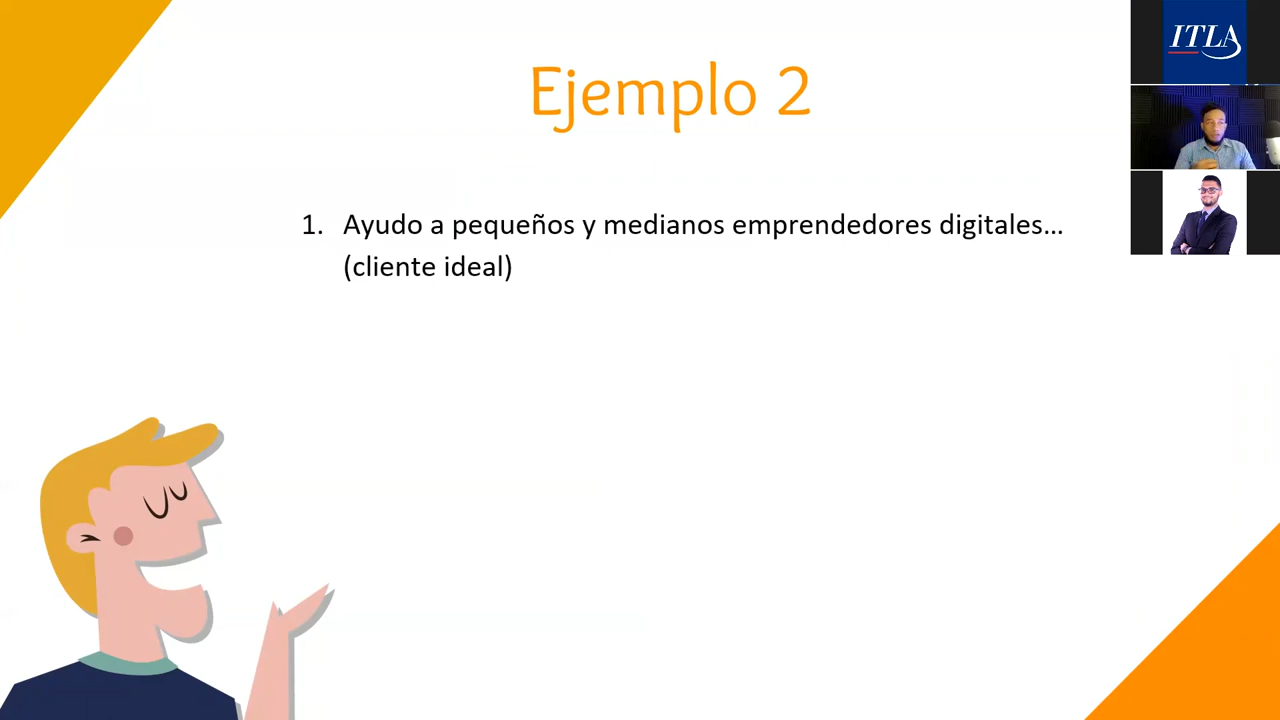 Ejemplo 2
1. Ayudo a pequeños y medianos emprendedores digitales...
(cliente ideal)
ITLA